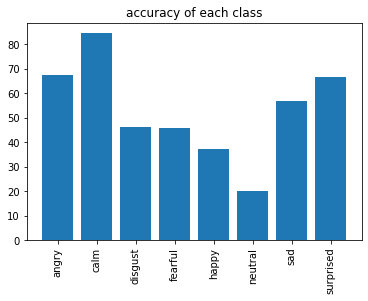 accuracy of each class
80
70
60
50
40
30
20
10
0
angry
calm
disgust
fearful
happy
neutral
sad
surprised